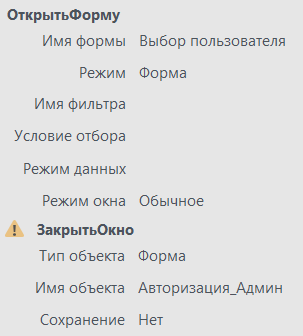 ОткрытьФорму
Имя формы Выбор пользователя
Режим Форма
Имя фильтра
Условие отбора
Режим данных
Режим окна Обычное
ЗакрытьОкно
Тип объекта Форма
Имя объекта Авторизация_Админ
Сохранение Нет